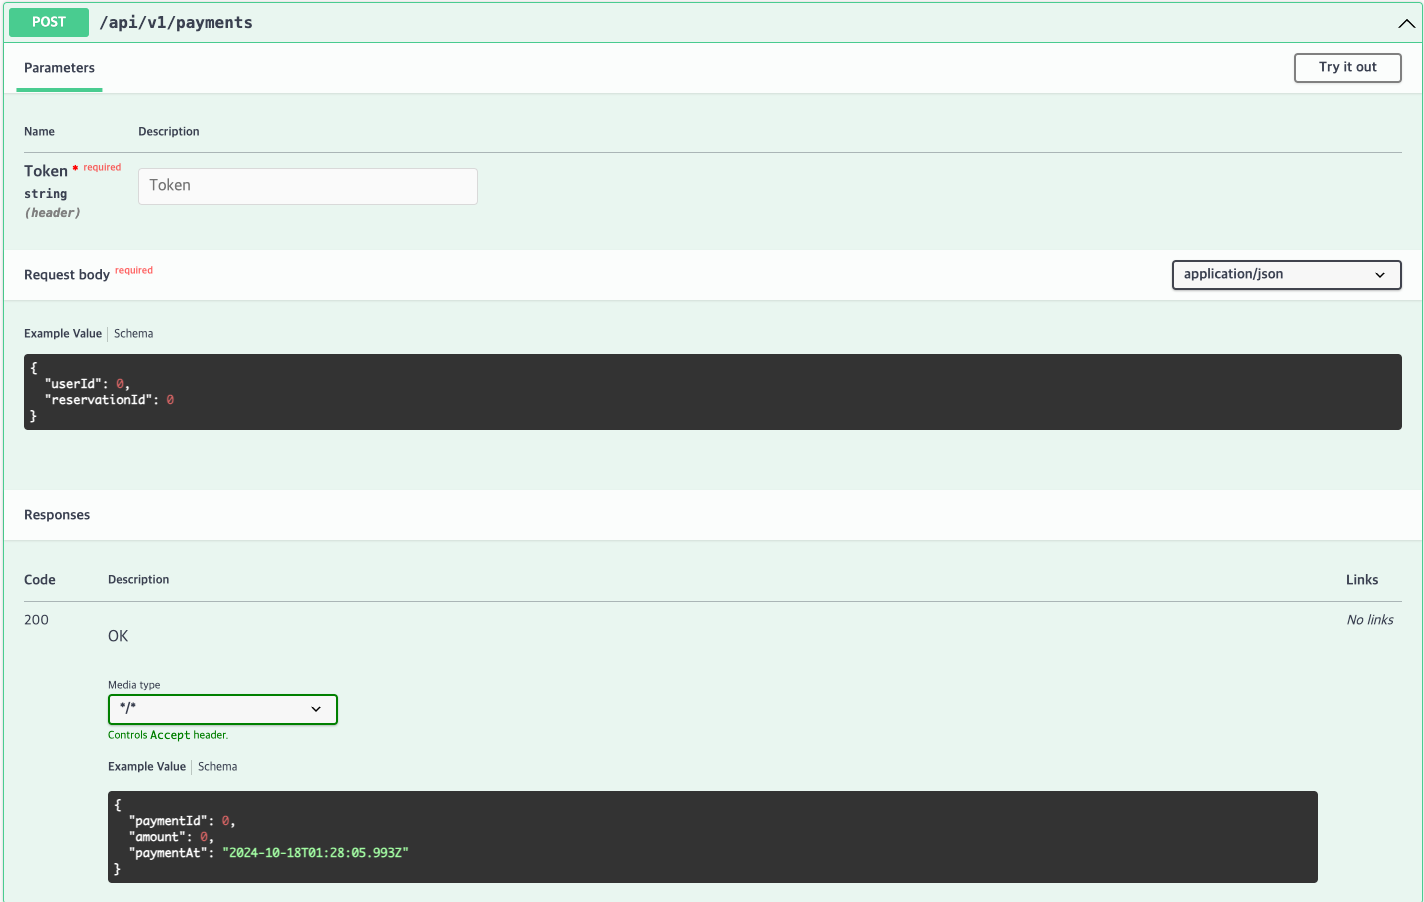 POST /api/v1/payments
Parameters
Try it out
Name Description
Token * required
string
(header)
Token
Request body required
application/json
Example Value Schema
{
  "userId": 0,
  "reservationId": 0
}
Responses
Code Description Links
200
OK
No links
Media type
*/*
Controls Accept header.
Example Value Schema
{
  "paymentId": 0,
  "amount": 0,
  "paymentAt": "2024-10-18T01:28:05.993Z"
}